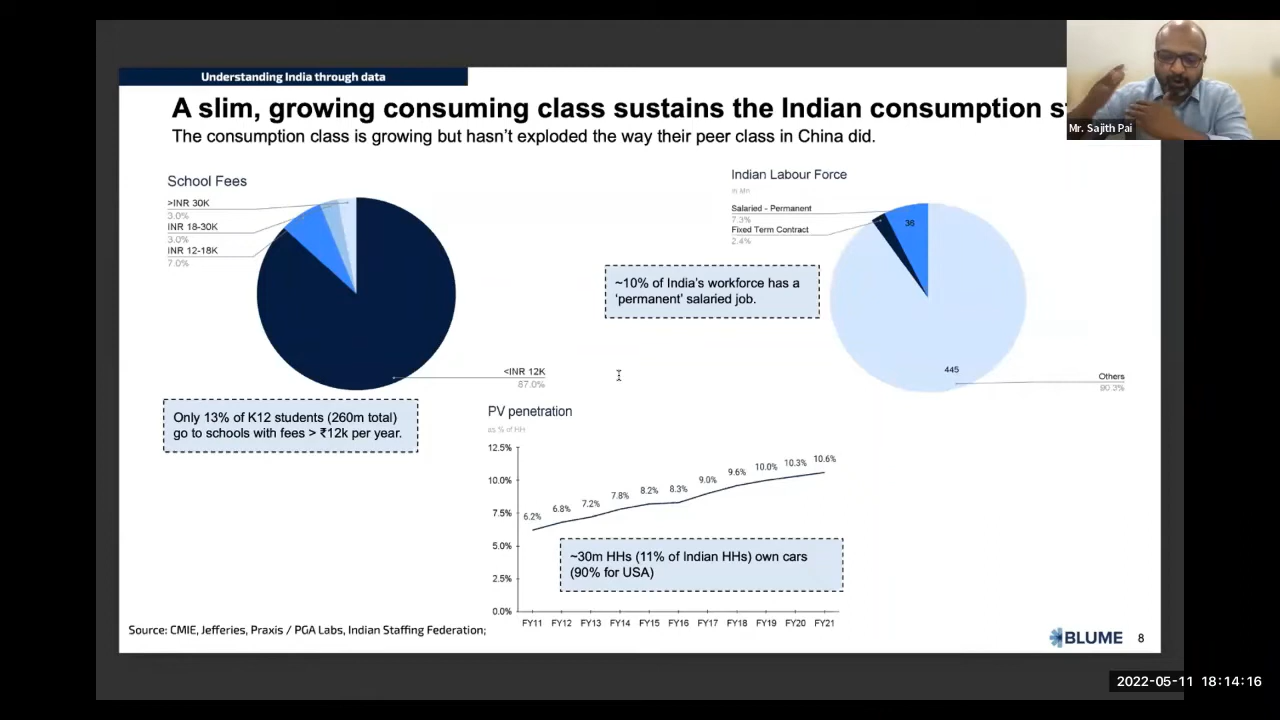 Understanding India through data
A slim, growing consuming class sustains the Indian consumption s
The consumption class is growing but hasn't exploded the way their peer class in China did.
Mr. Sajith Pai
School Fees
>INR 30K
3.0%
INR 18-30K
3.0%
INR 12-18K
7.0%
<INR 12K
87.0%
Only 13% of K12 students (260m total)
go to schools with fees > ₹12k per year.
Indian Labour Force
in Mn
Salaried - Permanent
7.3%
Fixed Term Contract
2.4%
36
445
Others
90.3%
~10% of India's workforce has a
'permanent' salaried job.
PV penetration
as % of HH
12.5%
10.0%
7.5%
5.0%
2.5%
0.0%
6.2% 6.8% 7.2% 7.8% 8.2% 8.3% 9.0% 9.6% 10.0% 10.3% 10.6%
~30m HHs (11% of Indian HHs) own cars
(90% for USA)
FY11 FY12 FY13 FY14 FY15 FY16 FY17 FY18 FY19 FY20 FY21
Source: CMIE, Jefferies, Praxis / PGA Labs, Indian Staffing Federation;
BLUME 8
2022-05-11 18:14:16